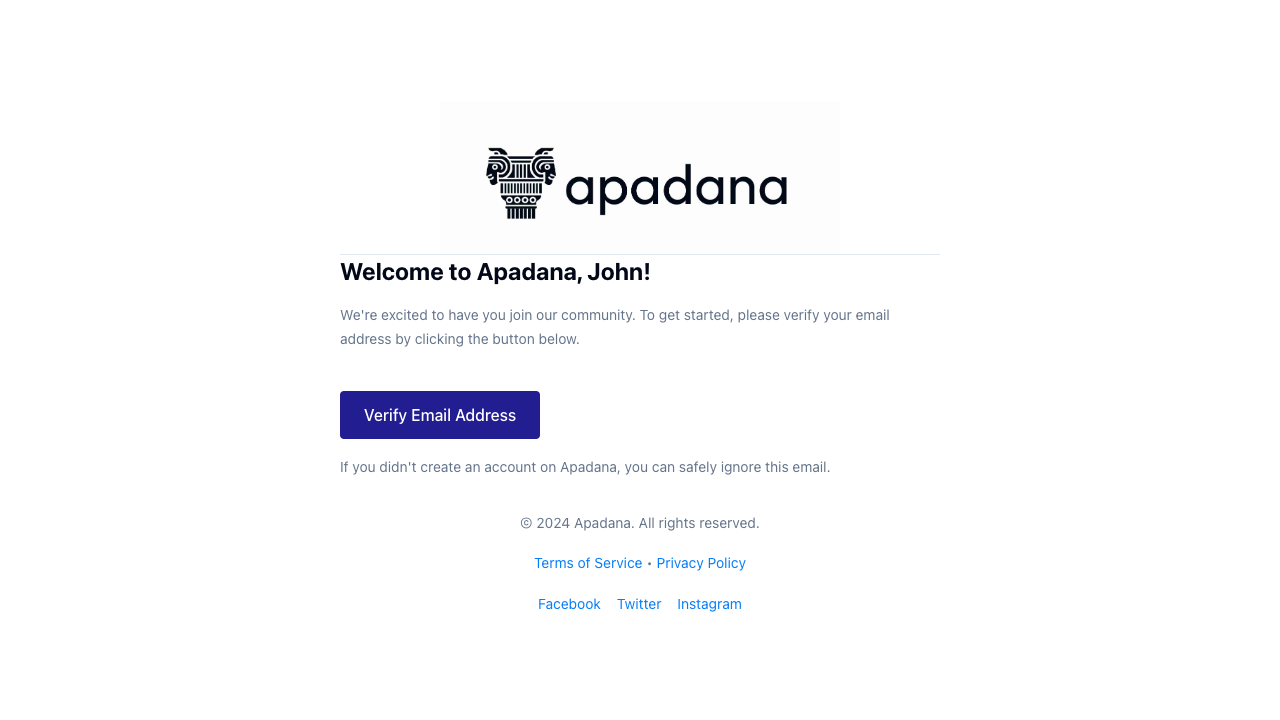 apadana
Welcome to Apadana, John!
We're excited to have you join our community. To get started, please verify your email
address by clicking the button below.
Verify Email Address
If you didn't create an account on Apadana, you can safely ignore this email.
© 2024 Apadana. All rights reserved.
Terms of Service • Privacy Policy
Facebook Twitter Instagram